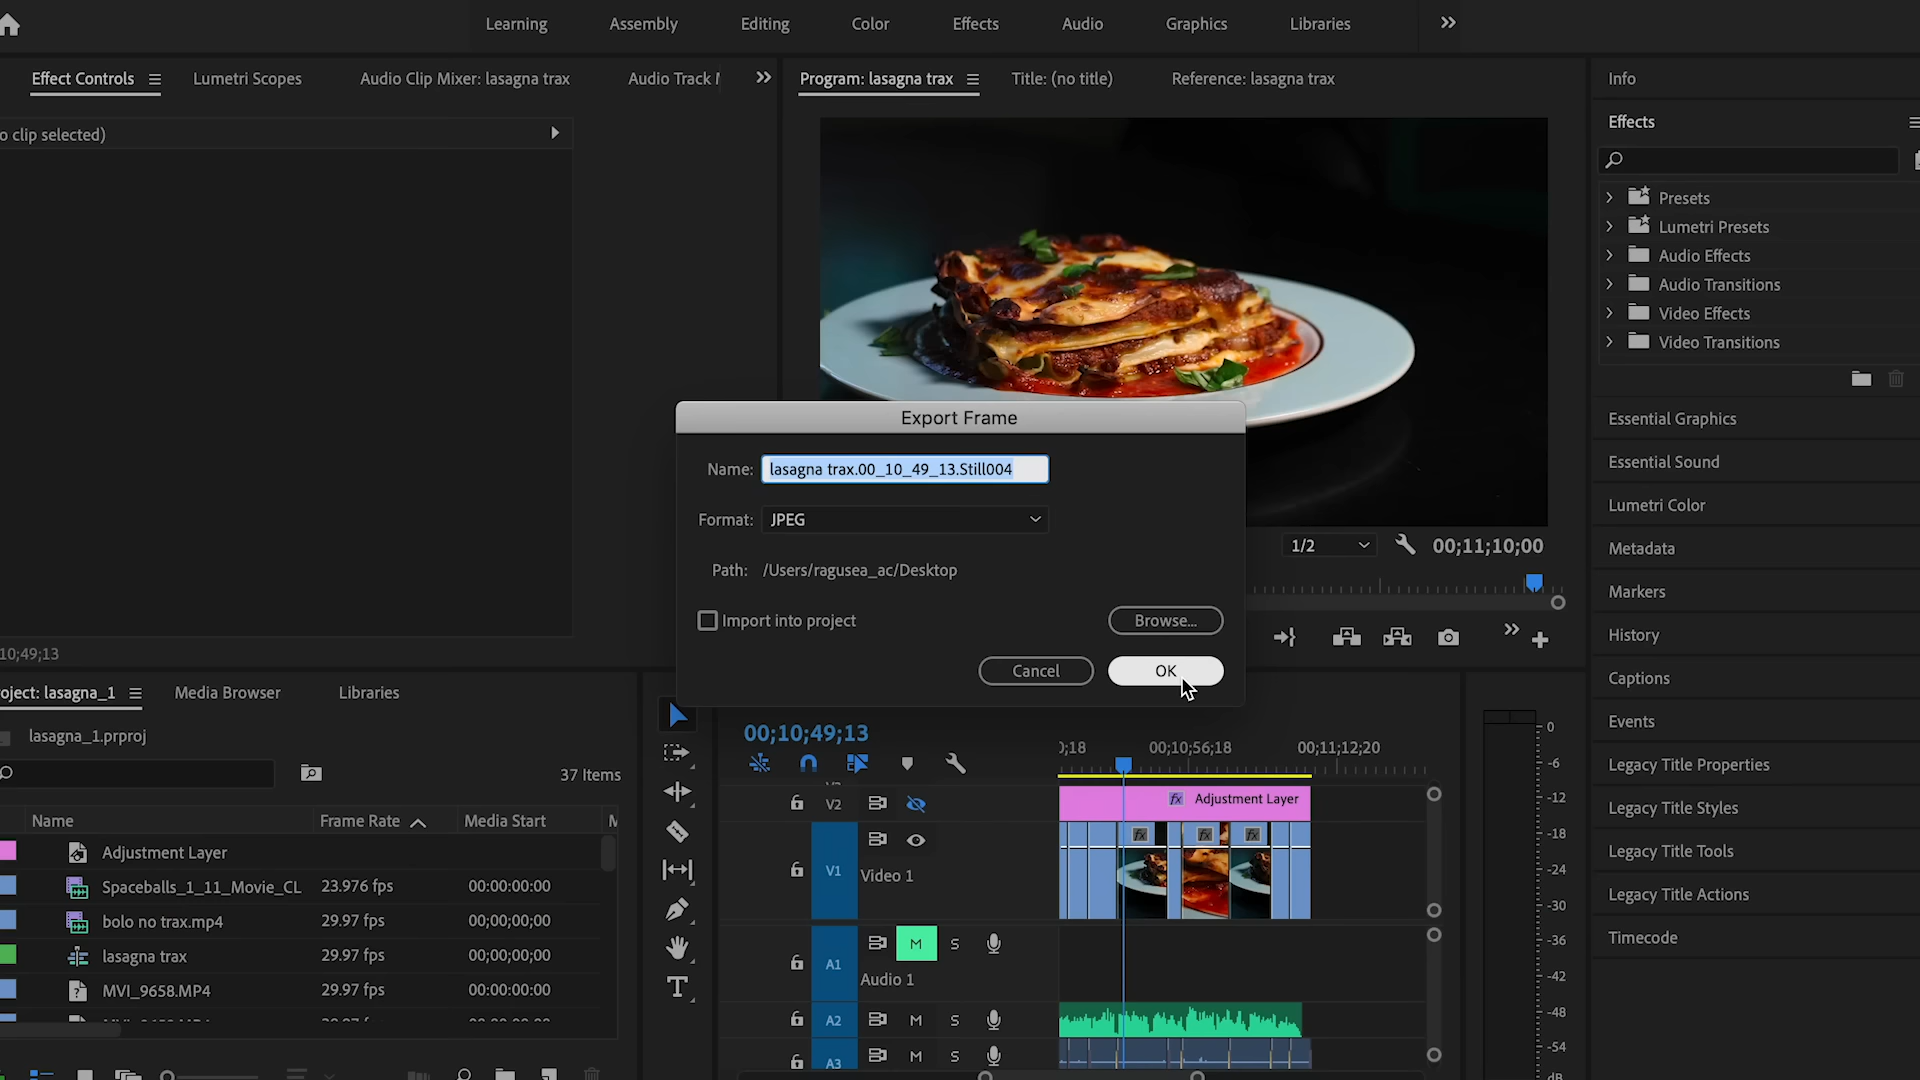 Learning Assembly Editing Color Effects Audio Graphics Libraries
Effect Controls Lumetri Scopes Audio Clip Mixer: lasagna trax Audio Track
Program: lasagna trax Title: (no title) Reference: lasagna trax
Info
o clip selected)
Effects
Presets
Lumetri Presets
Audio Effects
Audio Transitions
Video Effects
Video Transitions
Export Frame
Name: lasagna trax.00_10_49_13.Still004
Format: JPEG
Path: /Users/ragusea_ac/Desktop
Import into project
Browse...
Cancel OK
1/2 00;11;10;00
Essential Graphics
Essential Sound
Lumetri Color
Metadata
Markers
History
Captions
Events
Legacy Title Properties
Legacy Title Styles
Legacy Title Tools
Legacy Title Actions
Timecode
10;49;13
oject: lasagna_1 Media Browser Libraries
lasagna_1.prproj
37 Items
Name Frame Rate Media Start M
Adjustment Layer
Spaceballs_1_11_Movie_CL 23.976 fps 00:00:00:00
bolo no trax.mp4 29.97 fps 00;00;00;00
lasagna trax 29.97 fps 00;00;00;00
MVI_9658.MP4 29.97 fps 00:00:00:00
00;10;49;13
0;18 00;10;56;18 00;11;12;20
V2 fx Adjustment Layer
fx fx fx
V1 Video 1
M S
A1 Audio 1
A2 M S
A3 M S
0
-6
-12
-18
-24
-30
-36
-42
-48
-54
dB